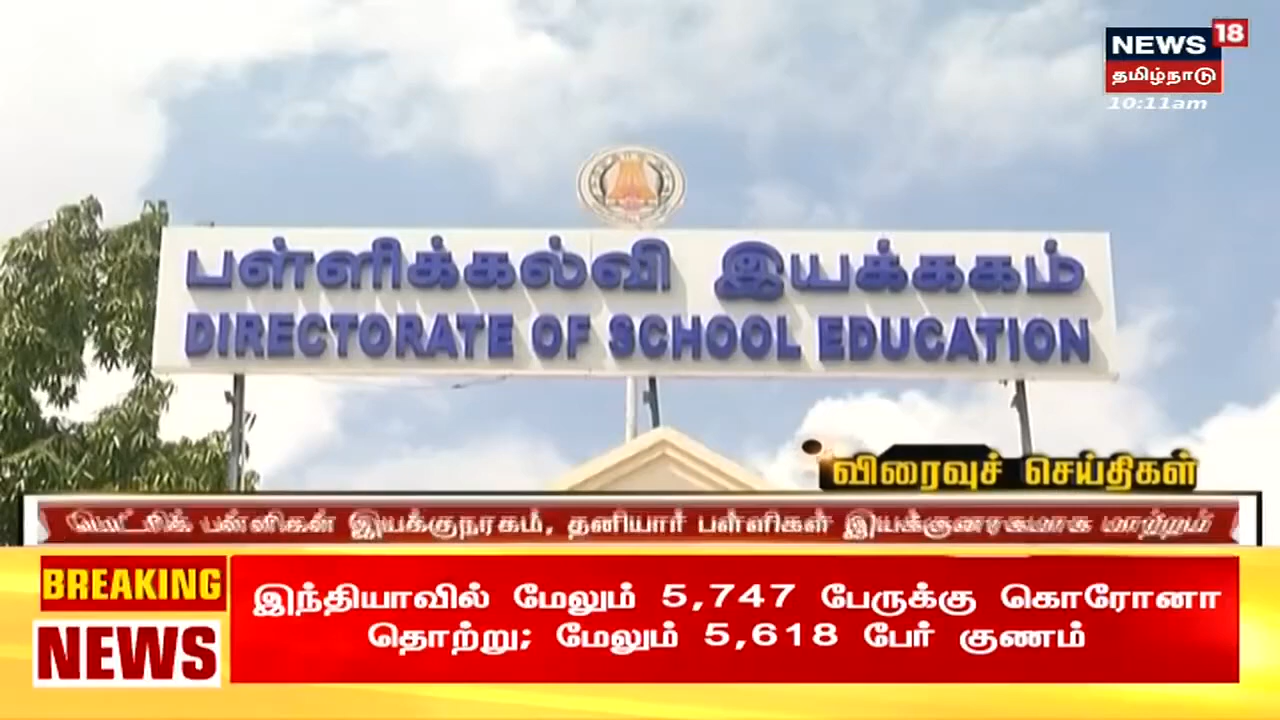 NEWS 18
தமிழ்நாடு
10:11am
பள்ளிக்கல்வி இயக்ககம்
DIRECTORATE OF SCHOOL EDUCATION
விரைவுச் செய்திகள்
மெட்ரிக் பள்ளிகள் இயக்குநரகம், தனியார் பள்ளிகள் இயக்குனரகமாக மாற்றம்
BREAKING
NEWS
இந்தியாவில் மேலும் 5,747 பேருக்கு கொரோனா
தொற்று; மேலும் 5,618 பேர் குணம்